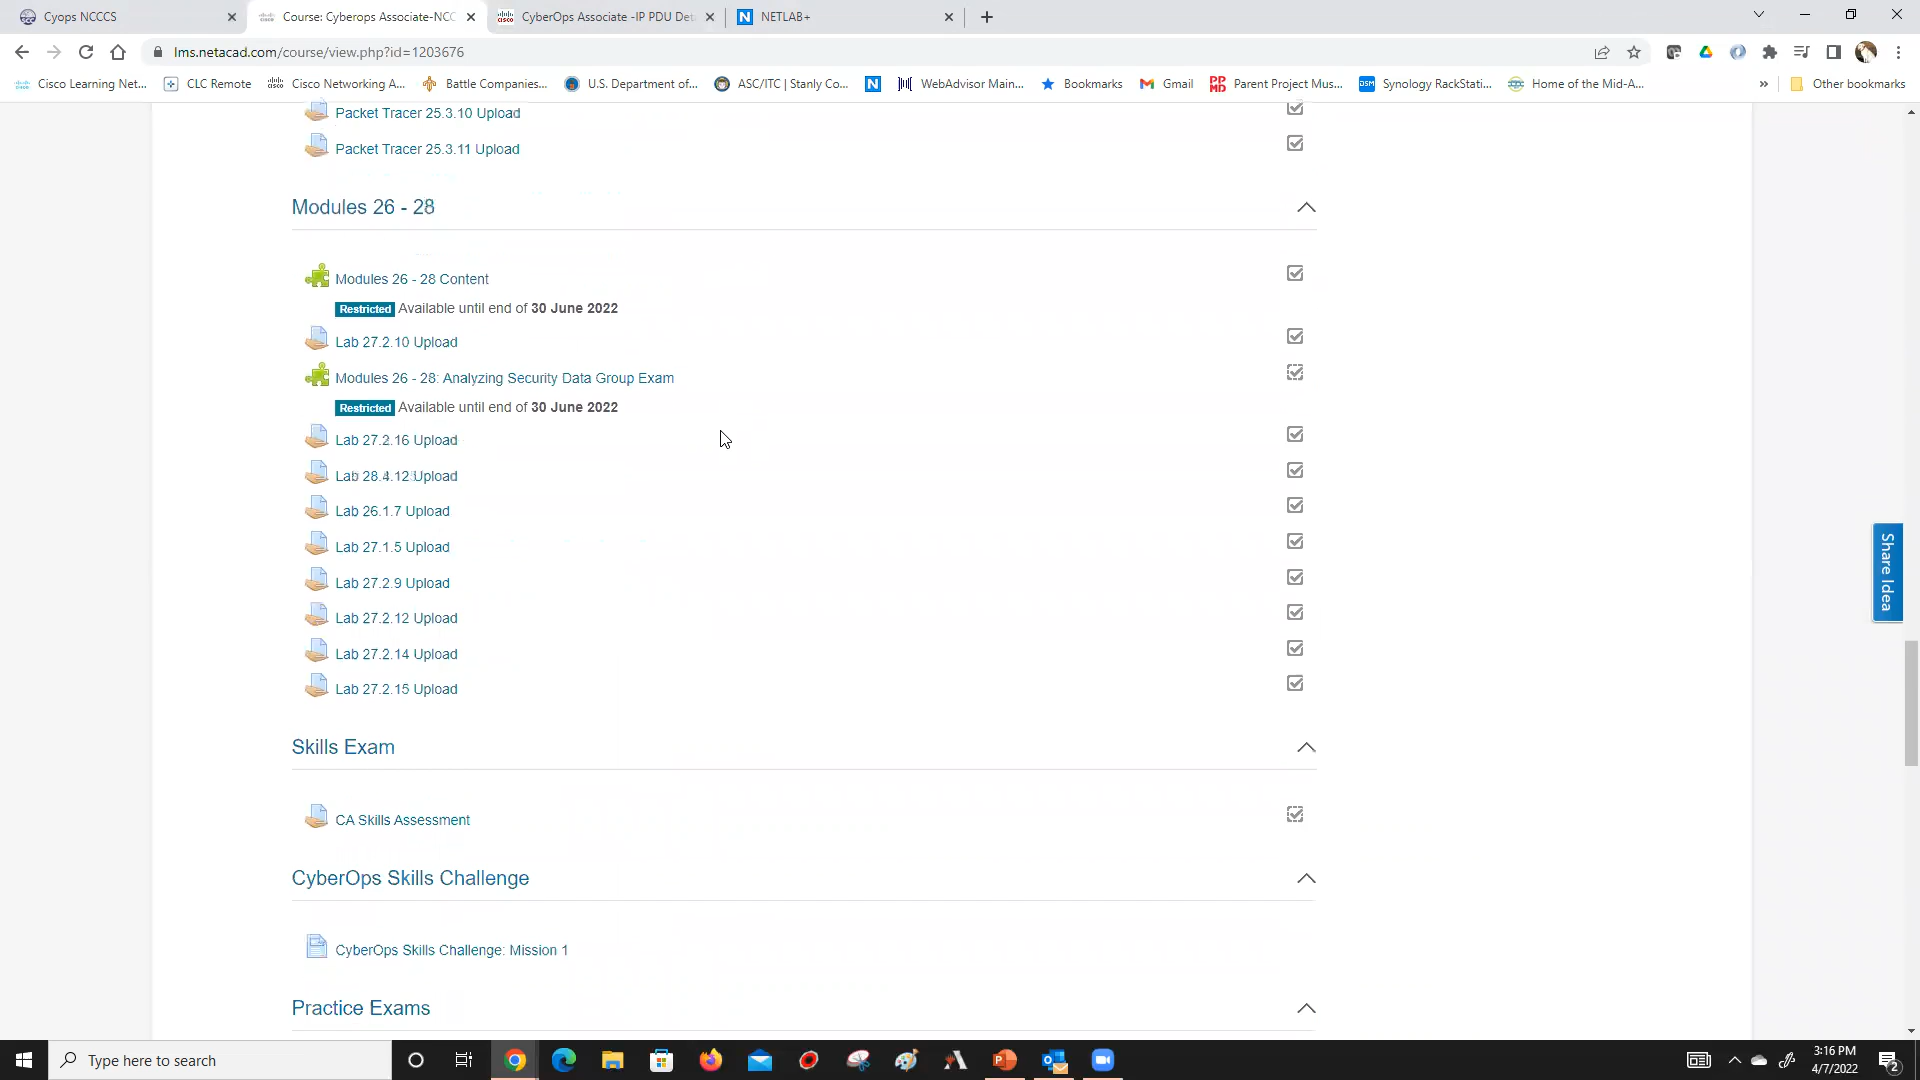 Cyops NCCCS
Course: Cyberops Associate-NCC
CyberOps Associate -IP PDU Det
NETLAB+
lms.netacad.com/course/view.php?id=1203676
Cisco Learning Net...
CLC Remote
Cisco Networking A...
Battle Companies...
U.S. Department of...
ASC/ITC | Stanly Co...
WebAdvisor Main...
Bookmarks
Gmail
Parent Project Mus...
Synology RackStati...
Home of the Mid-A...
Other bookmarks
Packet Tracer 25.3.10 Upload
Packet Tracer 25.3.11 Upload
Modules 26 - 28
Modules 26 - 28 Content
Restricted Available until end of 30 June 2022
Lab 27.2.10 Upload
Modules 26 - 28: Analyzing Security Data Group Exam
Restricted Available until end of 30 June 2022
Lab 27.2.16 Upload
Lab 28.4.12 Upload
Lab 26.1.7 Upload
Lab 27.1.5 Upload
Lab 27.2.9 Upload
Lab 27.2.12 Upload
Lab 27.2.14 Upload
Lab 27.2.15 Upload
Share Idea
Skills Exam
CA Skills Assessment
CyberOps Skills Challenge
CyberOps Skills Challenge: Mission 1
Practice Exams
Type here to search
3:16 PM
4/7/2022
2